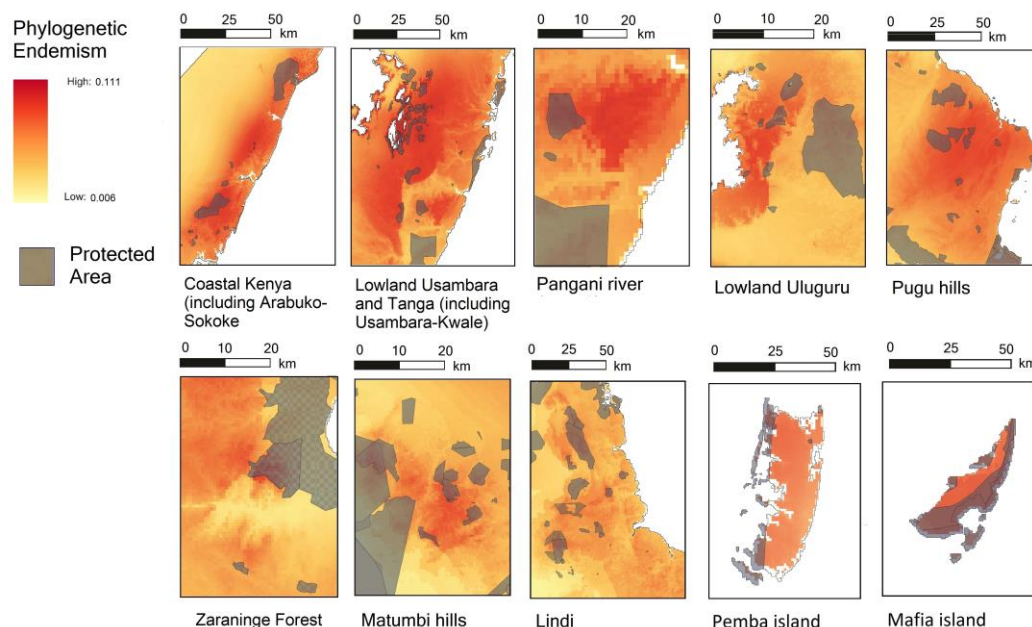 Phylogenetic
Endemism
High: 0.111
Low: 0.006
Protected
Area
0 25 50
km
Coastal Kenya
(including Arabuko-
Sokoke
0 25 50
km
Lowland Usambara
and Tanga (including
Usambara-Kwale)
0 10 20
km
Pangani river
0 10 20
km
Lowland Uluguru
0 25 50
km
Pugu hills
0 10 20
km
Zaraninge Forest
0 10 20
km
Matumbi hills
0 25 50
km
Lindi
0 25 50
km
Pemba island
0 25 50
km
Mafia island